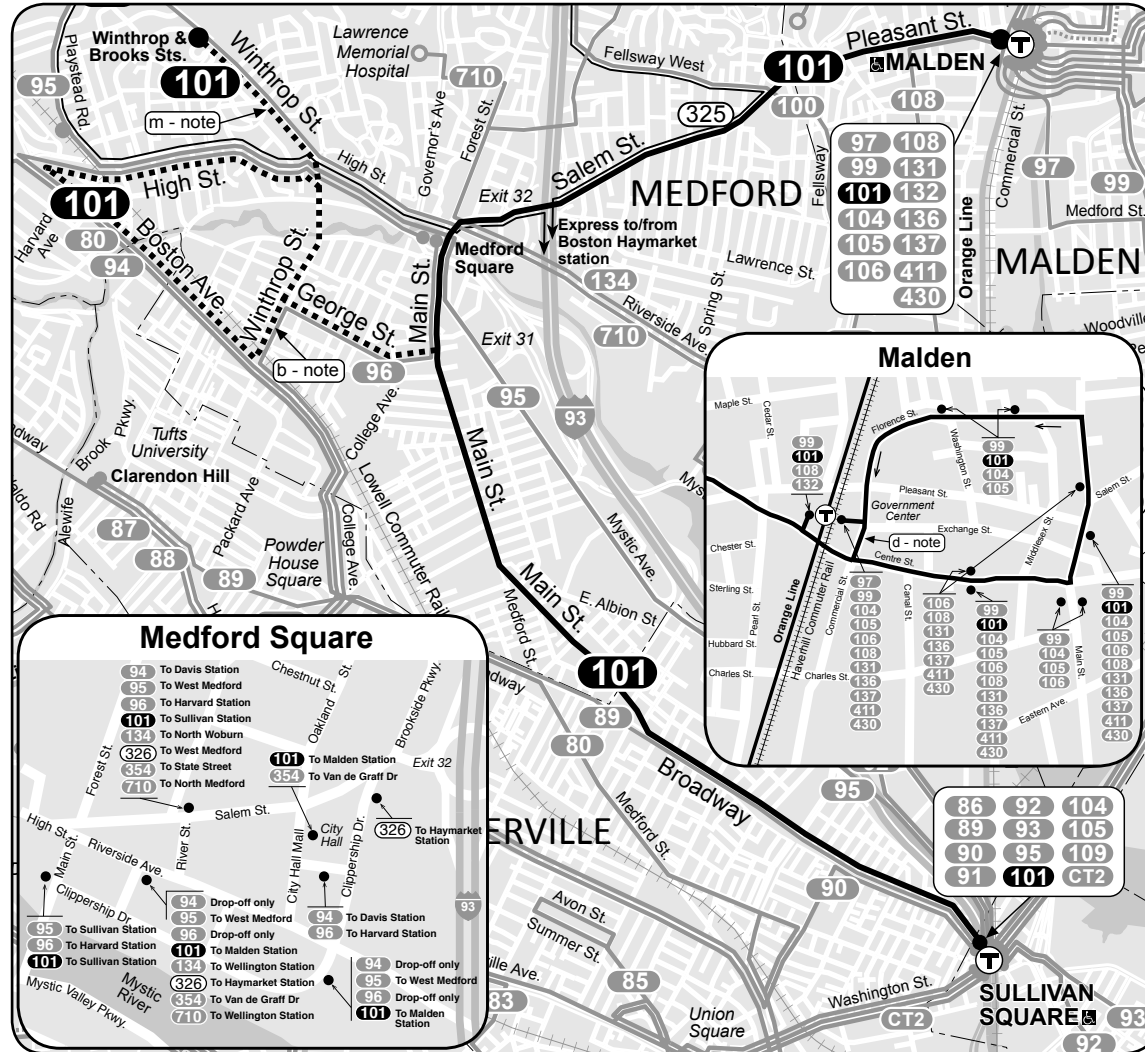 Winthrop &
Brooks Sts.
101
Playstead Rd.
95
m - note
Winthrop St.
Lawrence
Memorial
Hospital
710
Governor's Ave
Forest St.
Fellsway West
325
101
Pleasant St.
MALDEN
T
100
108
97 108
99 131
101 132
104 136
105 137
106 411
430
Orange Line
Commercial St.
97
99
Medford St.
MALDEN
High St.
High St.
Exit 32
Salem St.
MEDFORD
Fellsway
101
Harvard
Ave
80
94
Boston Ave.
Winthrop St.
George St.
b - note
96
Main St.
Medford
Square
Express to/from
Boston Haymarket
station
134
Lawrence St.
Spring St.
Riverside Ave.
710
Exit 31
95
93
Woodville
Tufts
University
Brook Pkwy.
Clarendon Hill
Alewife
87
88
89
Packard Ave
Powder
House
Square
College Ave.
College Ave.
Lowell Commuter Rail
Main St.
Mystic Ave.
Main St.
Medford St.
E. Albion St
101
89
80
Broadway
95
Medford St.
90
ERVILLE
Avon St.
Summer St.
85
83
Union
Square
Washington St.
CT2
86 92 104
89 93 105
90 95 109
91 101 CT2
T
SULLIVAN
SQUARE
93
92
Malden
Maple St.
Cedar St.
Florence St.
99
101
108
132
99
101
104
105
Washington St.
Pleasant St.
Salem St.
Government
Center
T
Exchange St.
Middlesex St.
d - note
Centre St.
Chester St.
Sterling St.
Pearl St.
Hubbard St.
Charles St.
Orange Line
Haverhill Commuter Rail
Commercial St.
Charles St.
Canal St.
Main St.
Eastern Ave.
97
99
104
105
106
108
131
136
137
411
430
106
108
131
136
137
411
430
99
101
104
105
106
108
131
136
137
411
430
99
104
105
106
99
101
104
105
106
108
131
136
137
411
430
Medford Square
94 To Davis Station
95 To West Medford
96 To Harvard Station
101 To Sullivan Station
134 To North Woburn
326 To West Medford
354 To State Street
710 To North Medford
Chestnut St.
Oakland St.
Brookside Pkwy.
Exit 32
101 To Malden Station
354 To Van de Graff Dr
Forest St.
Salem St.
High St.
Main St.
Riverside Ave.
River St.
City
Hall
City Hall Mall
Clippership Dr.
326 To Haymarket
Station
Clippership Dr.
95 To Sullivan Station
96 To Harvard Station
101 To Sullivan Station
94 Drop-off only
95 To West Medford
96 Drop-off only
101 To Malden Station
134 To Wellington Station
326 To Haymarket Station
354 To Van de Graff Dr
710 To Wellington Station
94 To Davis Station
96 To Harvard Station
94 Drop-off only
95 To West Medford
96 Drop-off only
101 To Malden
Station
93
Mystic
River
Mystic Valley Pkwy.